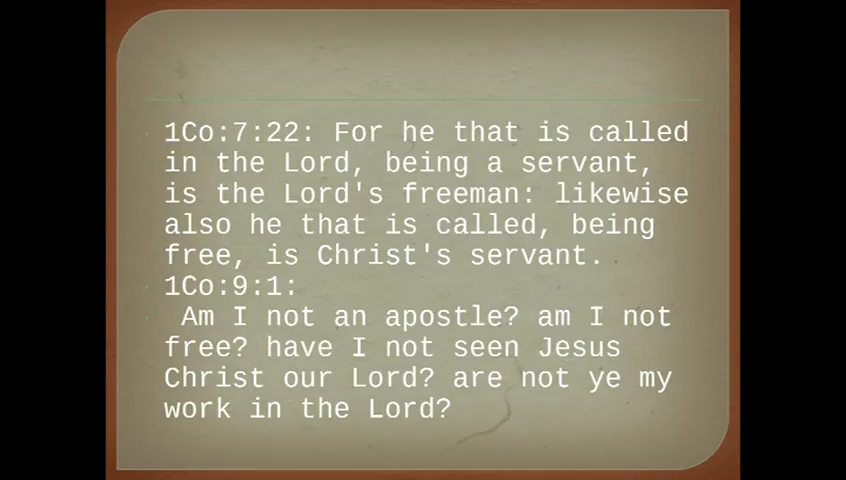 1Co:7:22: For he that is called
in the Lord, being a servant,
is the Lord's freeman: likewise
also he that is called, being
free, is Christ's servant.
1Co:9:1:
Am I not an apostle? am I not
free? have I not seen Jesus
Christ our Lord? are not ye my
work in the Lord?